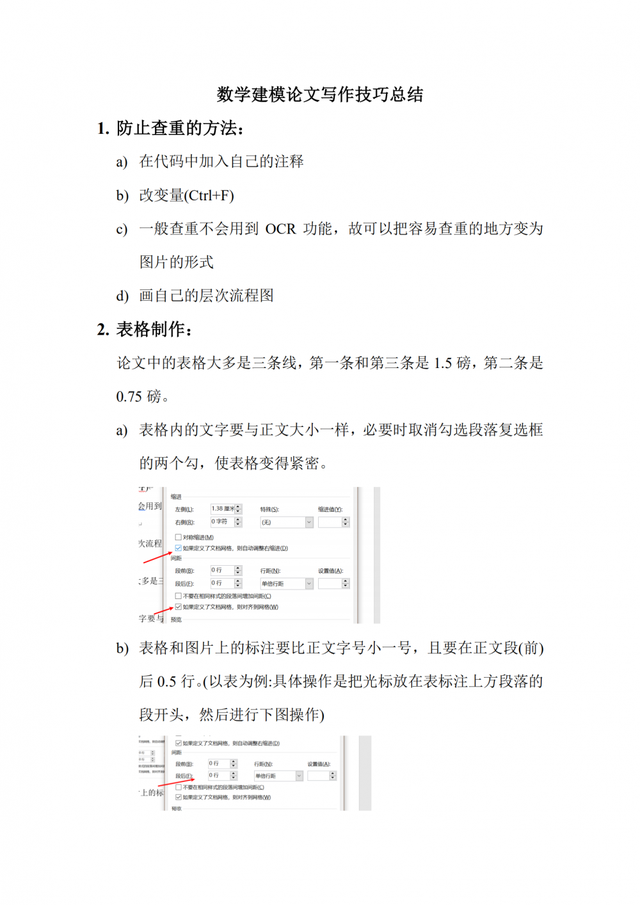 数学建模论文写作技巧总结
1. 防止查重的方法：
a) 在代码中加入自己的注释
b) 改变量(Ctrl+F)
c) 一般查重不会用到 OCR 功能，故可以把容易查重的地方变为
图片的形式
d) 画自己的层次流程图
2. 表格制作：
论文中的表格大多是三条线，第一条和第三条是 1.5 磅，第二条是
0.75 磅。
a) 表格内的文字要与正文大小一样，必要时取消勾选段落复选框
的两个勾，使表格变得紧密。
缩进
会用到
左侧(L): 1.38 厘米 特殊(S): 缩进值(Y):
右侧(R): 0 字符 (无)
对称缩进(M)
次流程
如果定义了文档网格，则自动调整右缩进(D)
间距
段前(B): 0 行 行距(N): 设置值(A):
大多是三
段后(F): 0 行 单倍行距
不要在相同样式的段落间增加间距(C)
如果定义了文档网格，则对齐到网格(W)
字要与
预览
b) 表格和图片上的标注要比正文字号小一号，且要在正文段(前)
后 0.5 行。(以表为例:具体操作是把光标放在表标注上方段落的
段开头，然后进行下图操作)
如果定义了文档网格，则自动调整右缩进(D)
间距
段前(B): 0 行 行距(N): 设置值(A):
段后(F): 0 行 单倍行距
不要在相同样式的段落间增加间距(C)
上的标
如果定义了文档网格，则对齐到网格(W)
预览